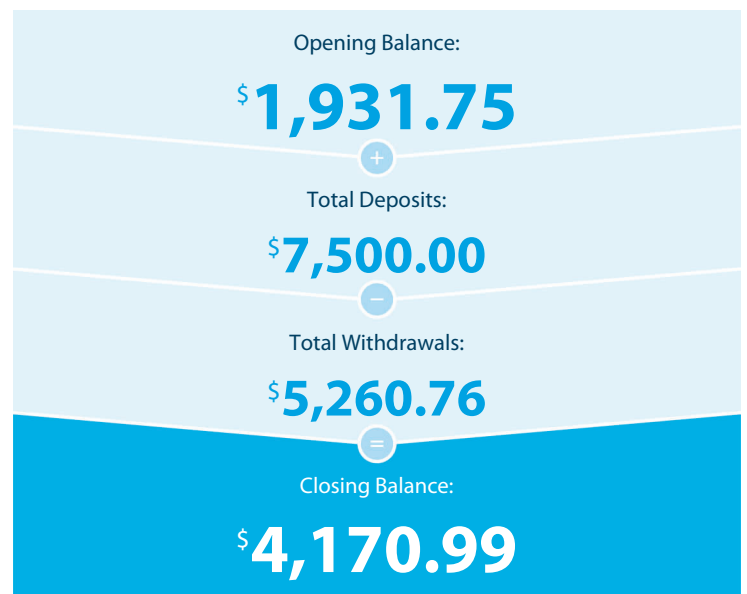 Opening Balance:
$1,931.75
+
Total Deposits:
$7,500.00
−
Total Withdrawals:
$5,260.76
=
Closing Balance:
$4,170.99